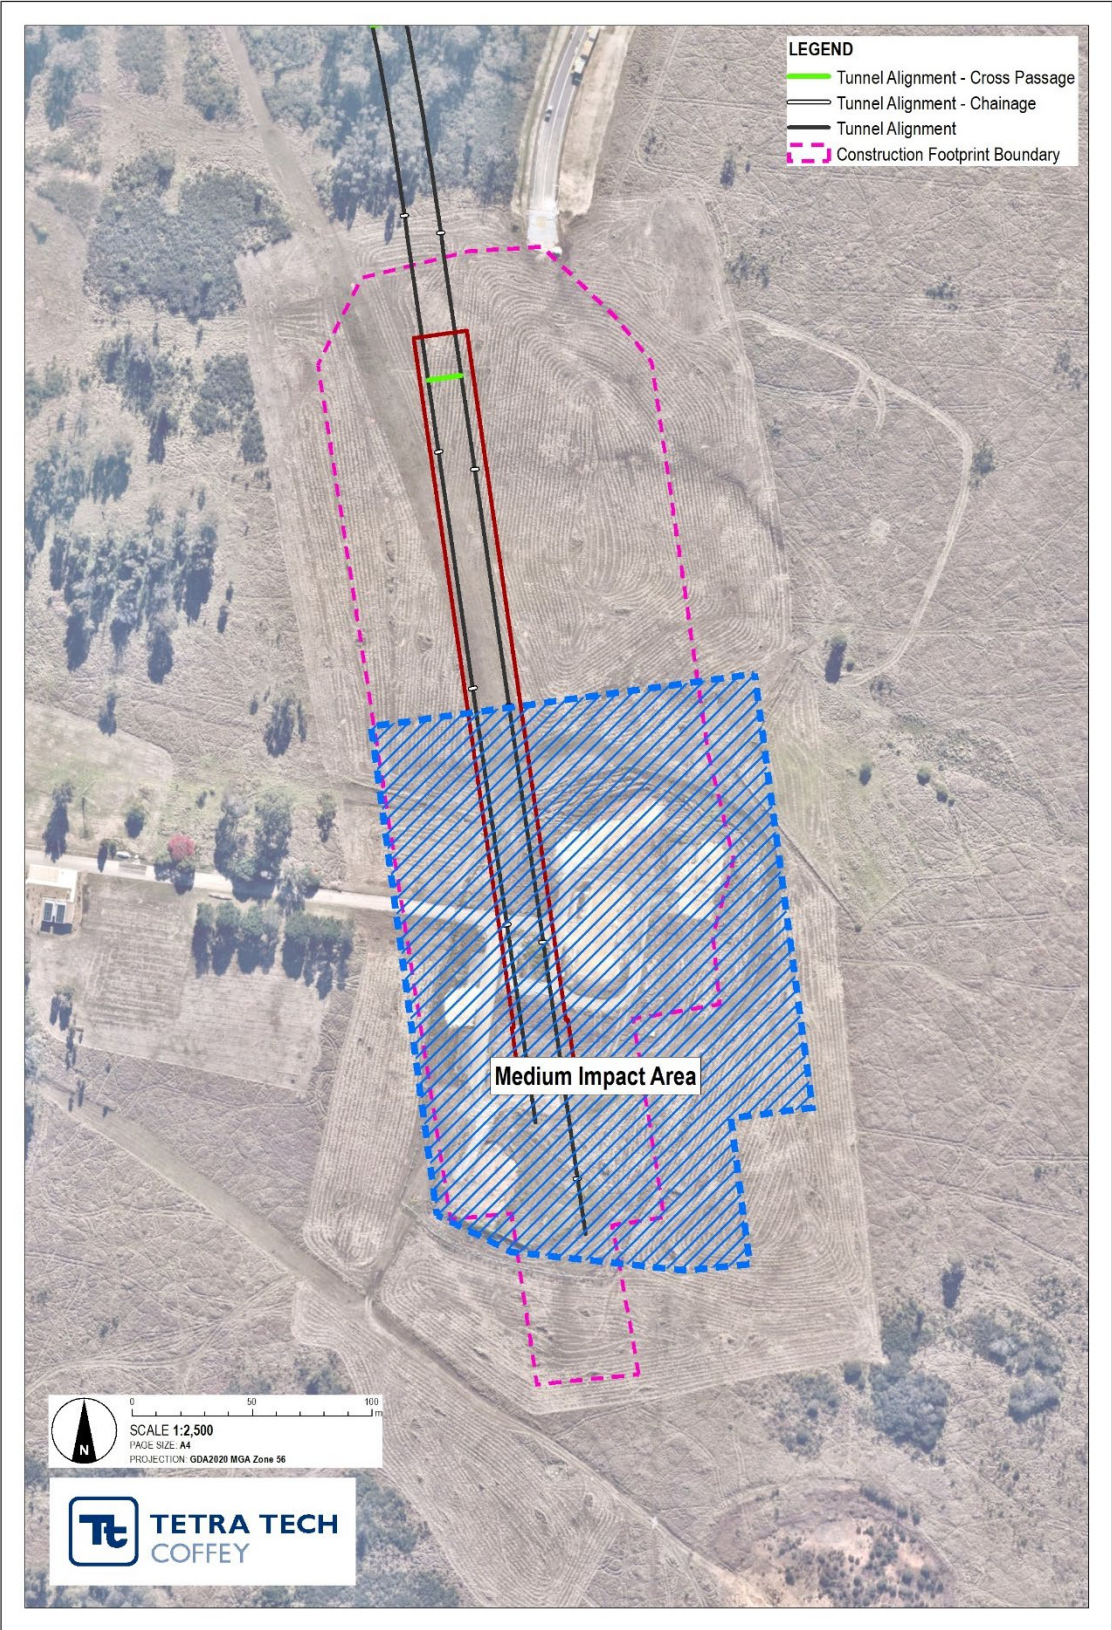 LEGEND
Tunnel Alignment - Cross Passage
Tunnel Alignment - Chainage
Tunnel Alignment
Construction Footprint Boundary
Medium Impact Area
0 50 100
m
SCALE 1:2,500
PAGE SIZE: A4
PROJECTION: GDA2020 MGA Zone 56
N
Tt TETRA TECH
COFFEY